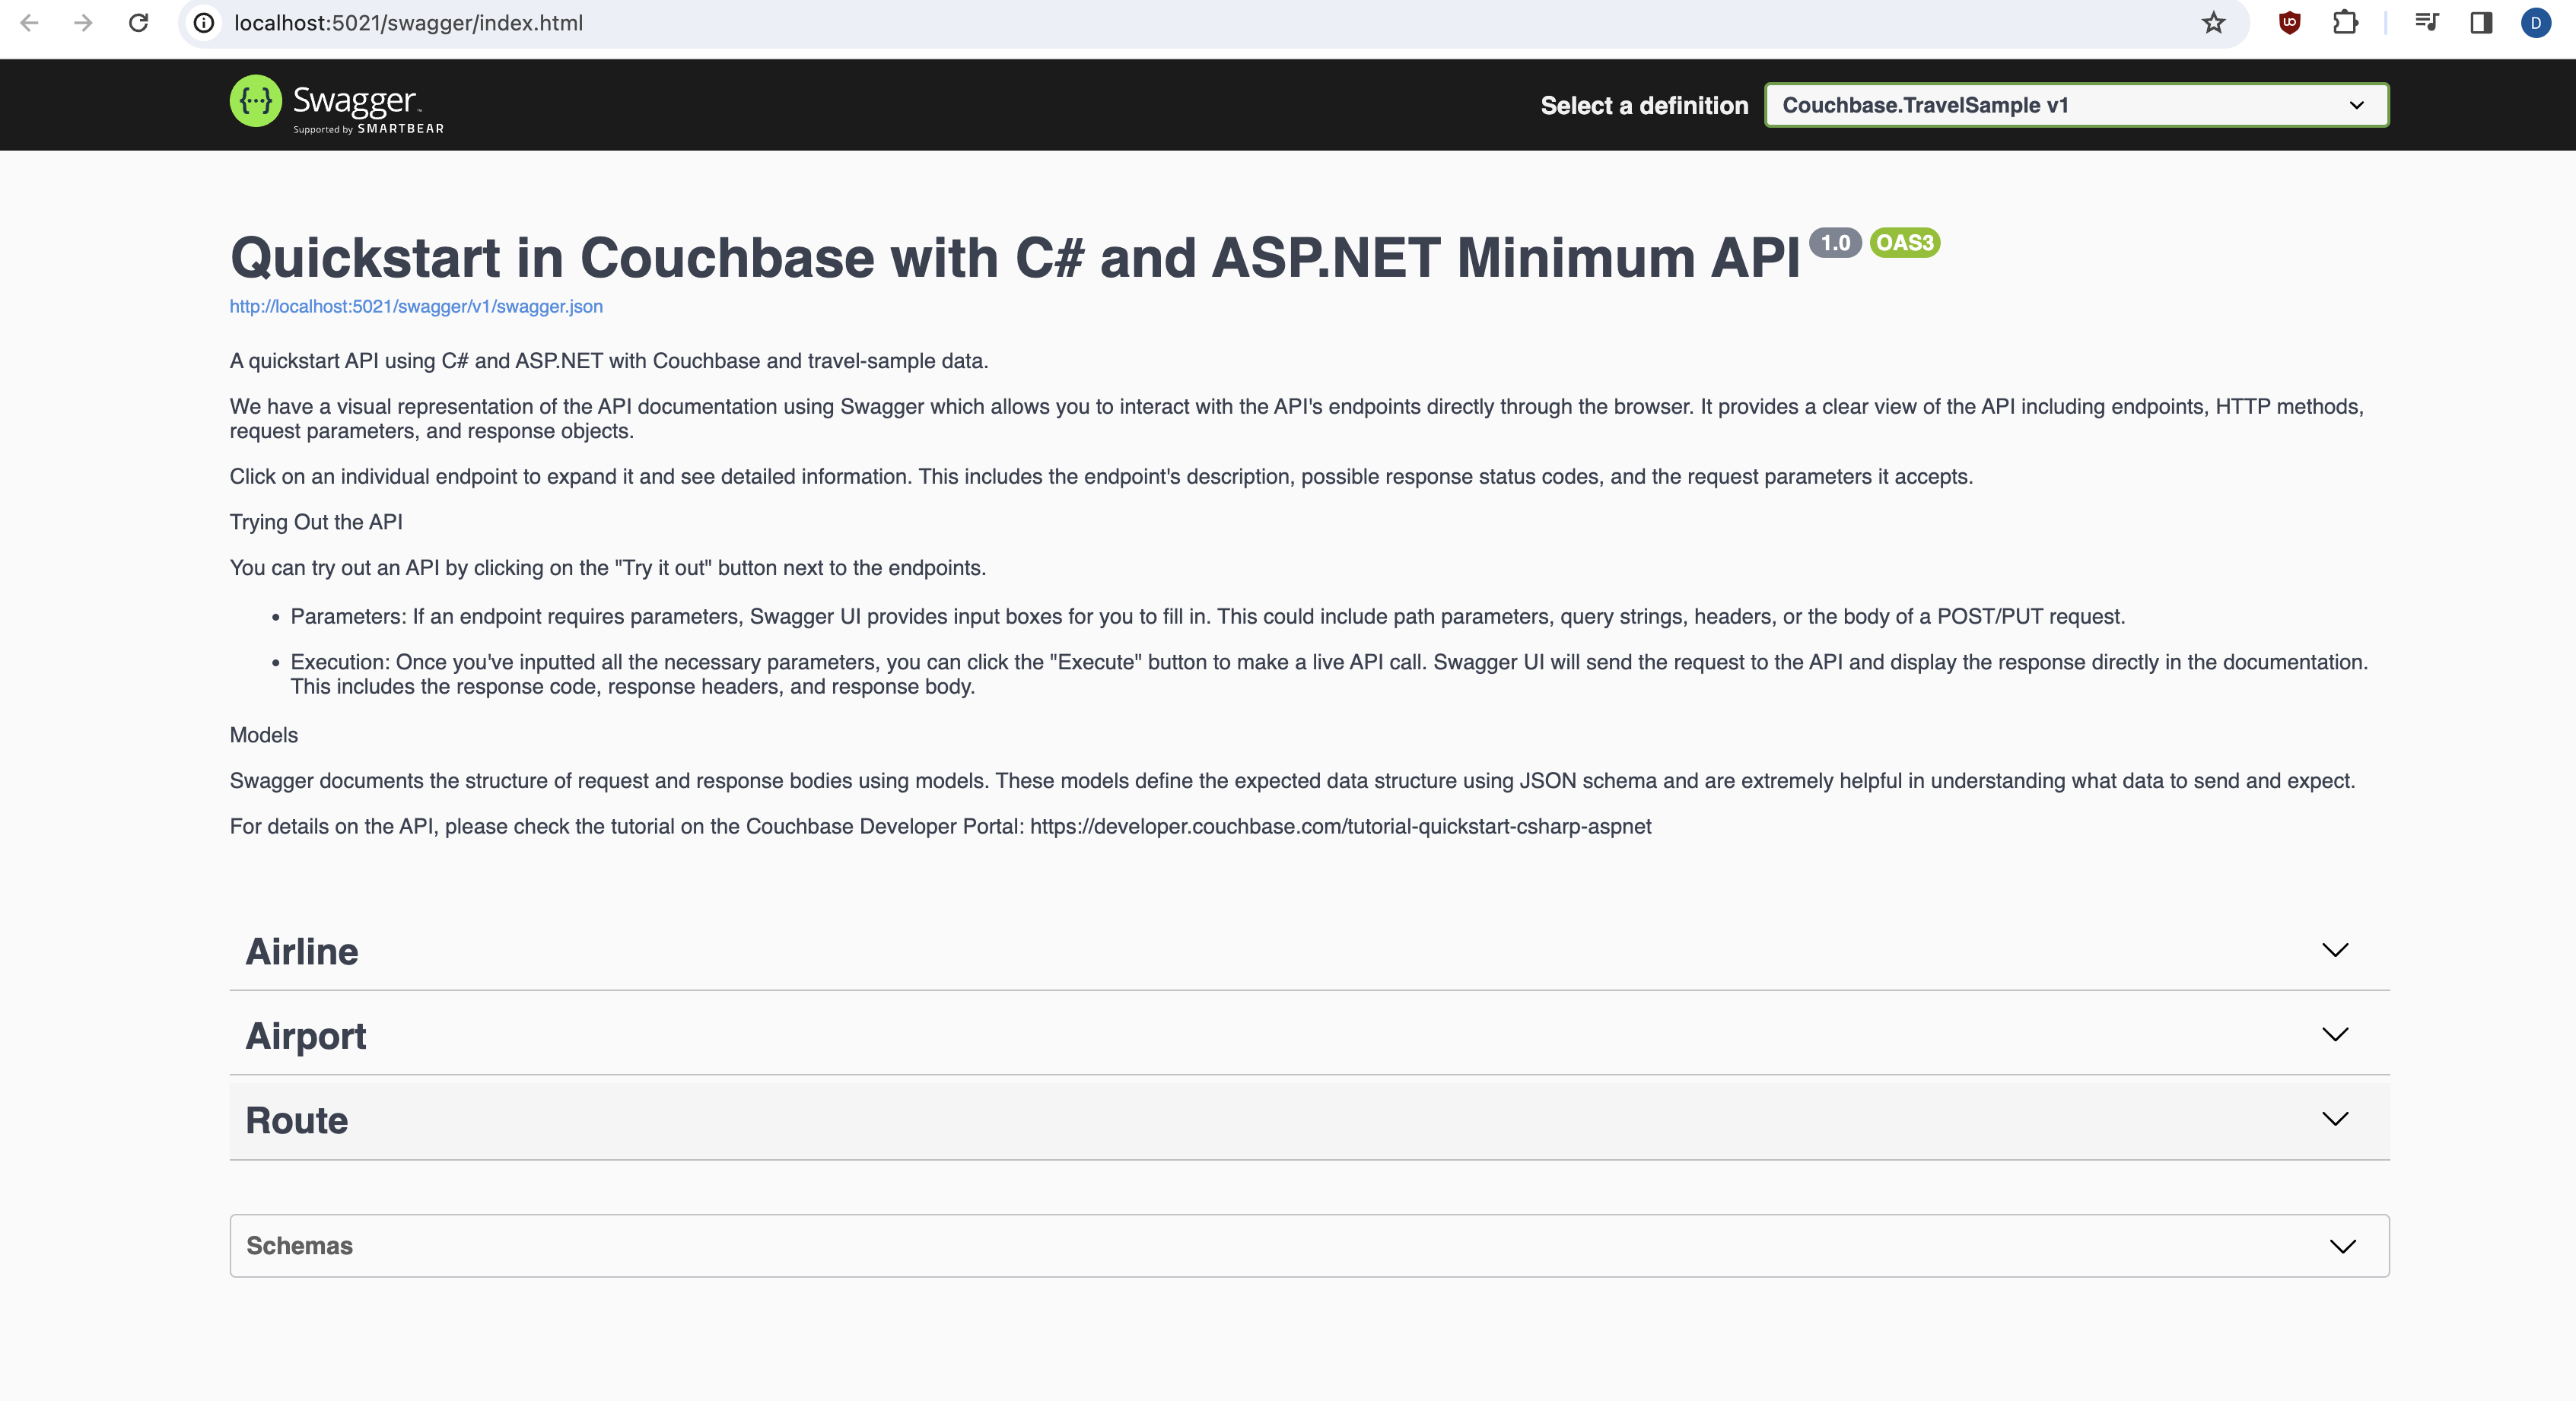 localhost:5021/swagger/index.html
UO
D
{···} Swagger™
Supported by SMARTBEAR
Select a definition
Couchbase.TravelSample v1
Quickstart in Couchbase with C# and ASP.NET Minimum API 1.0 OAS3
http://localhost:5021/swagger/v1/swagger.json
A quickstart API using C# and ASP.NET with Couchbase and travel-sample data.
We have a visual representation of the API documentation using Swagger which allows you to interact with the API's endpoints directly through the browser. It provides a clear view of the API including endpoints, HTTP methods,
request parameters, and response objects.
Click on an individual endpoint to expand it and see detailed information. This includes the endpoint's description, possible response status codes, and the request parameters it accepts.
Trying Out the API
You can try out an API by clicking on the "Try it out" button next to the endpoints.
• Parameters: If an endpoint requires parameters, Swagger UI provides input boxes for you to fill in. This could include path parameters, query strings, headers, or the body of a POST/PUT request.
• Execution: Once you've inputted all the necessary parameters, you can click the "Execute" button to make a live API call. Swagger UI will send the request to the API and display the response directly in the documentation.
This includes the response code, response headers, and response body.
Models
Swagger documents the structure of request and response bodies using models. These models define the expected data structure using JSON schema and are extremely helpful in understanding what data to send and expect.
For details on the API, please check the tutorial on the Couchbase Developer Portal: https://developer.couchbase.com/tutorial-quickstart-csharp-aspnet
Airline
Airport
Route
Schemas